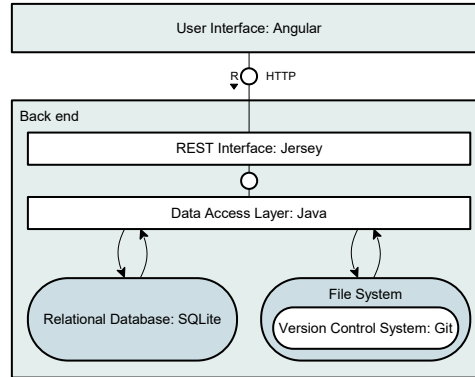 User Interface: Angular
R HTTP
Back end
REST Interface: Jersey
Data Access Layer: Java
Relational Database: SQLite
File System
Version Control System: Git